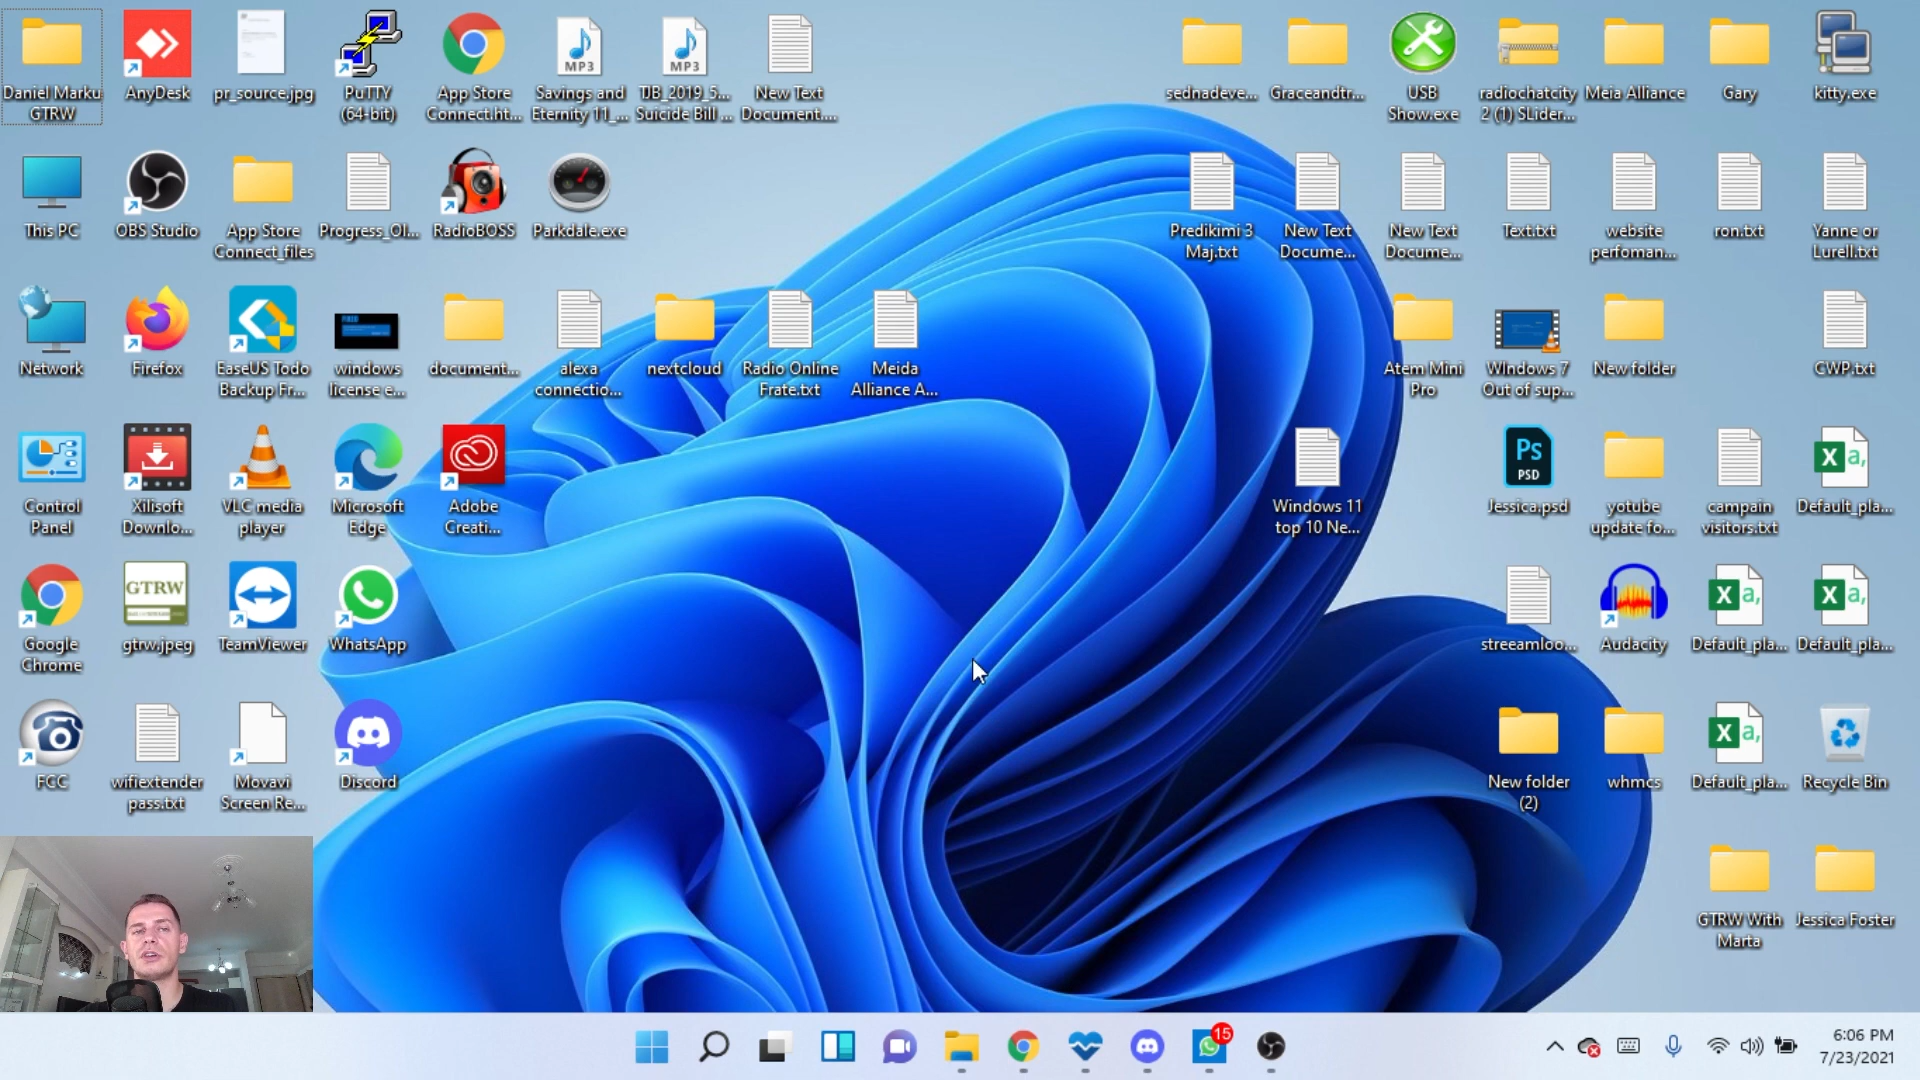 Daniel Marku
GTRW
AnyDesk
pr_source.jpg
PuTTY
(64-bit)
App Store
Connect.ht...
MP3
Savings and
Eternity 11_...
MP3
TJB_2019_5...
Suicide Bill ...
New Text
Document....
sednadeve...
Graceandtr...
USB
Show.exe
radiochatcity
2 (1) SLider...
Meia Alliance
Gary
kitty.exe
This PC
OBS Studio
App Store
Connect_files
Progress_Ol...
RadioBOSS
Parkdale.exe
Predikimi 3
Maj.txt
New Text
Docume...
New Text
Docume...
Text.txt
website
perfoman...
ron.txt
Yanne or
Lurell.txt
Network
Firefox
EaseUS Todo
Backup Fr...
windows
license e...
document...
alexa
connectio...
nextcloud
Radio Online
Frate.txt
Meida
Alliance A...
Atem Mini
Pro
WIndows 7
Out of sup...
New folder
CWP.txt
Control
Panel
Xilisoft
Downlo...
VLC media
player
Microsoft
Edge
Adobe
Creati...
Windows 11
top 10 Ne...
Ps
PSD
Jessica.psd
yotube
update fo...
campain
visitors.txt
X a,
Default_pla...
Google
Chrome
GTRW
gtrw.jpeg
TeamViewer
WhatsApp
streeamloo...
Audacity
X a,
Default_pla...
X a,
Default_pla...
FCC
wifiextender
pass.txt
Movavi
Screen Re...
Discord
New folder
(2)
whmcs
X a,
Default_pla...
Recycle Bin
GTRW With
Marta
Jessica Foster
15
6:06 PM
7/23/2021